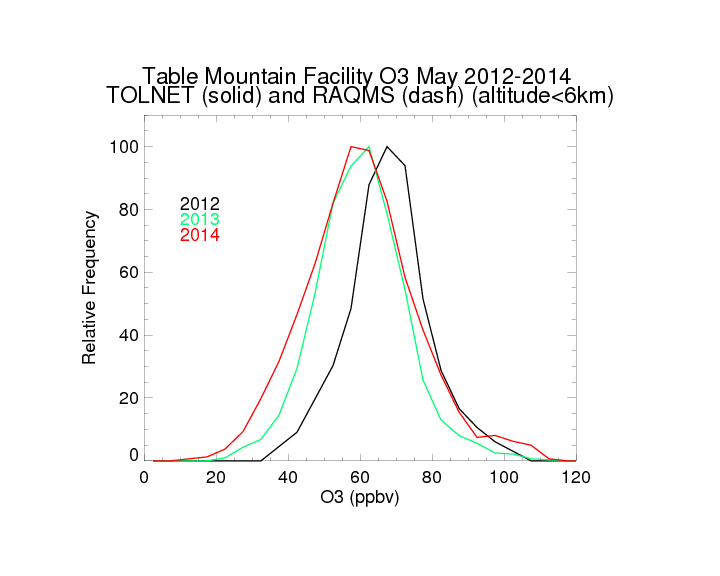 Table Mountain Facility O3 May 2012-2014
TOLNET (solid) and RAQMS (dash) (altitude<6km)
100
80
60
40
20
0
Relative Frequency
2012
2013
2014
0 20 40 60 80 100 120
O3 (ppbv)